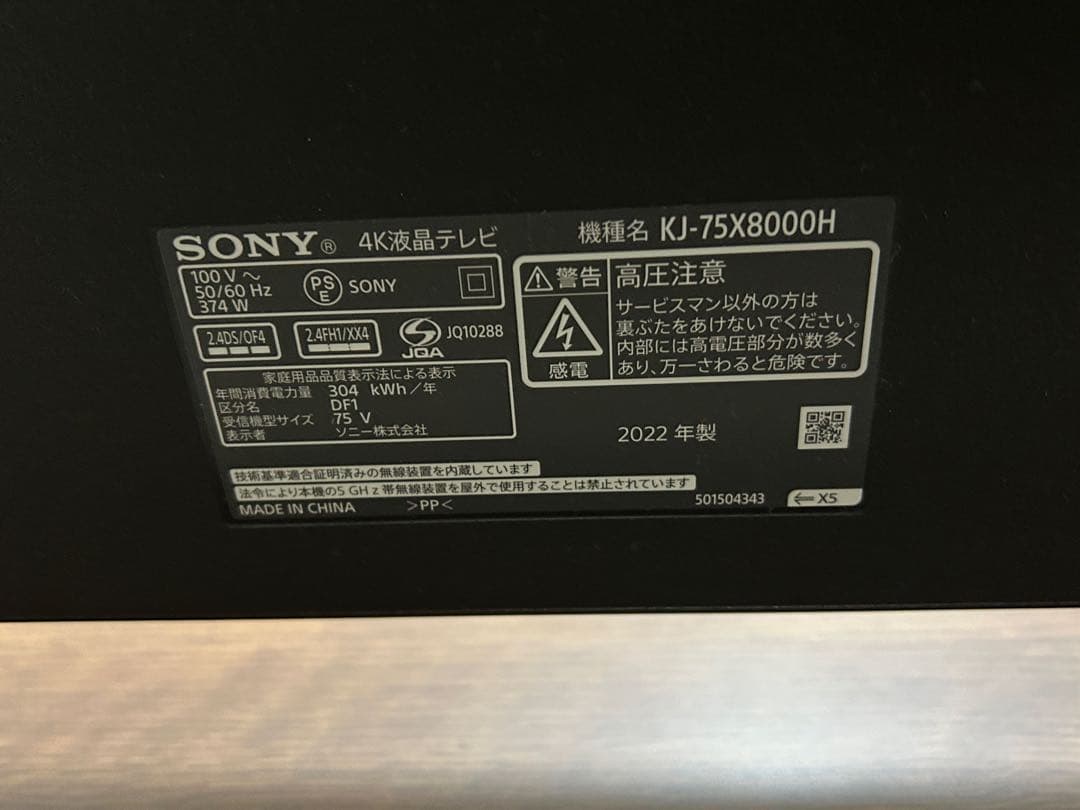 SONY® 4K液晶テレビ
機種名 KJ-75X8000H
100 V ～
50/60 Hz
374 W
PS
E
SONY
2.4DS/OF4
2.4FH1/XX4
JQA
JQ10288
家庭用品品質表示法による表示
年間消費電力量 304 kWh／年
区分名 DF1
受信機型サイズ 75 V
表示者 ソニー株式会社
警告
感電
高圧注意
サービスマン以外の方は
裏ぶたをあけないでください。
内部には高電圧部分が数多く
あり、万一さわると危険です。
2022 年製
技術基準適合証明済みの無線装置を内蔵しています
法令により本機の5 GHz帯無線装置を屋外で使用することは禁止されています
MADE IN CHINA >PP<
501504343
X5